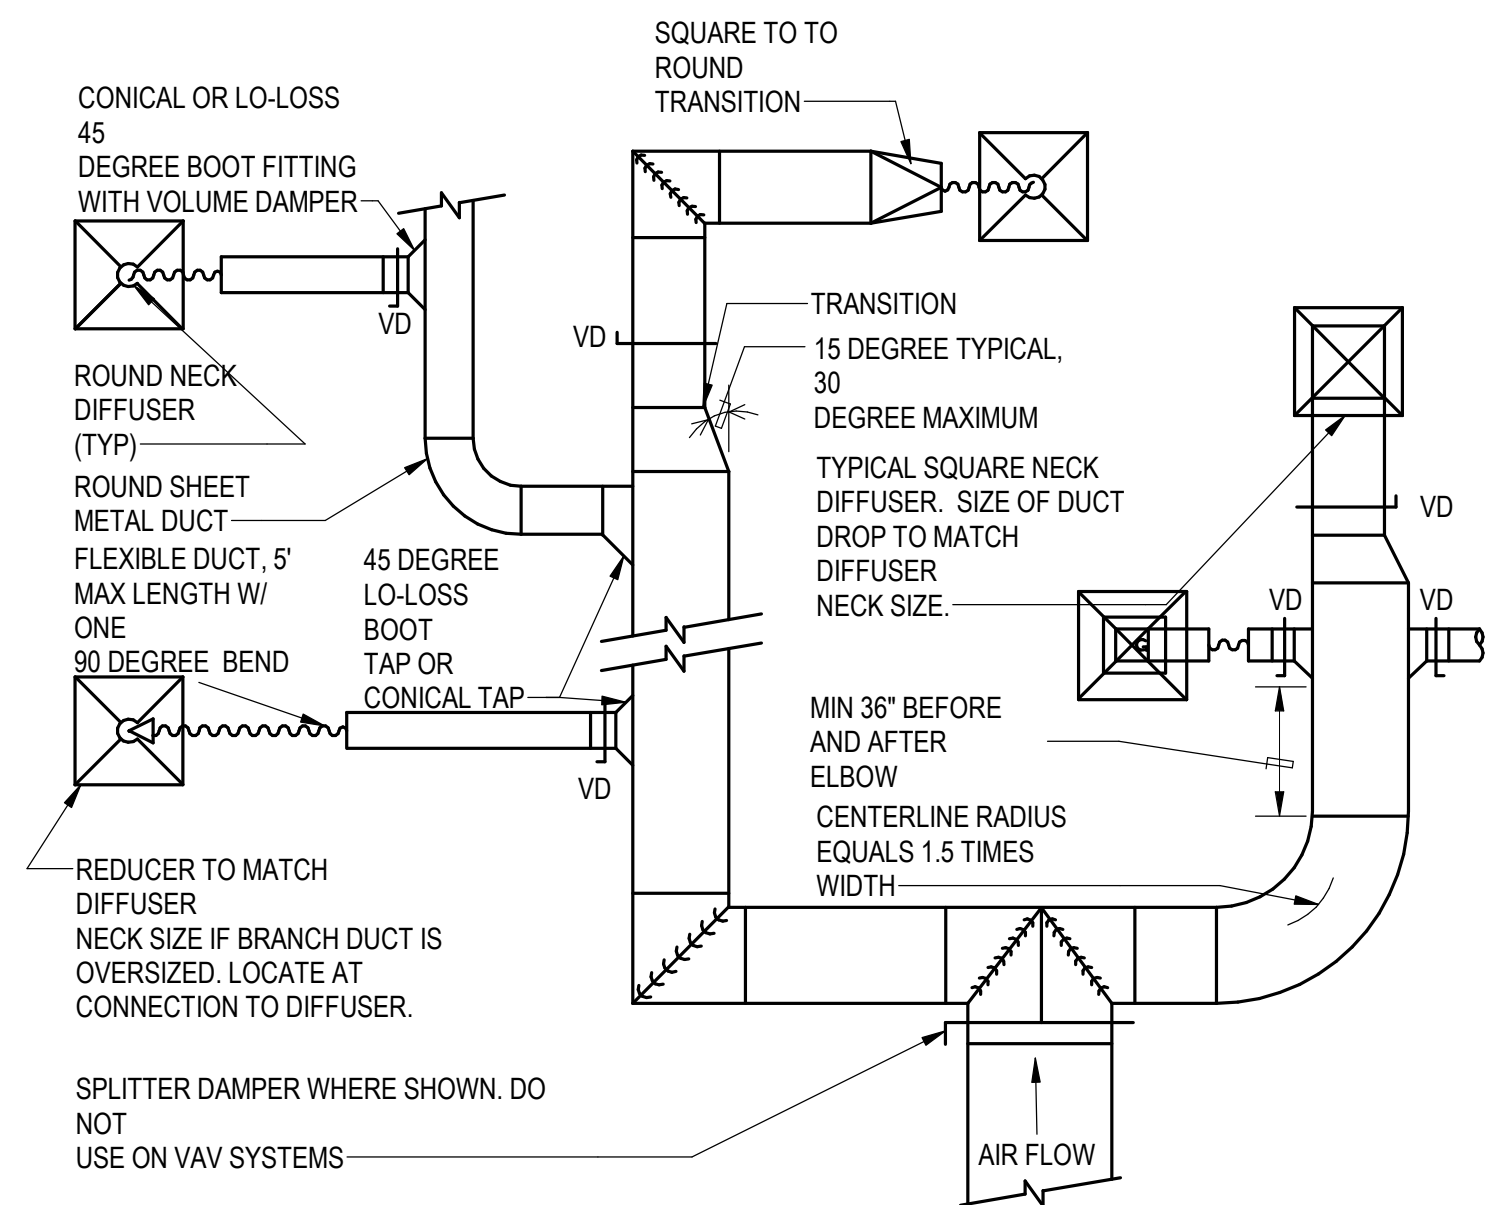 SQUARE TO TO
ROUND
TRANSITION
CONICAL OR LO-LOSS
45
DEGREE BOOT FITTING
WITH VOLUME DAMPER
VD
ROUND NECK
DIFFUSER
(TYP)
ROUND SHEET
METAL DUCT
FLEXIBLE DUCT, 5'
MAX LENGTH W/
ONE
90 DEGREE BEND
45 DEGREE
LO-LOSS
BOOT
TAP OR
CONICAL TAP
VD
VD
TRANSITION
15 DEGREE TYPICAL,
30
DEGREE MAXIMUM
TYPICAL SQUARE NECK
DIFFUSER. SIZE OF DUCT
DROP TO MATCH
DIFFUSER
NECK SIZE.
VD
VD
VD
MIN 36" BEFORE
AND AFTER
ELBOW
CENTERLINE RADIUS
EQUALS 1.5 TIMES
WIDTH
REDUCER TO MATCH
DIFFUSER
NECK SIZE IF BRANCH DUCT IS
OVERSIZED. LOCATE AT
CONNECTION TO DIFFUSER.
SPLITTER DAMPER WHERE SHOWN. DO
NOT
USE ON VAV SYSTEMS
AIR FLOW